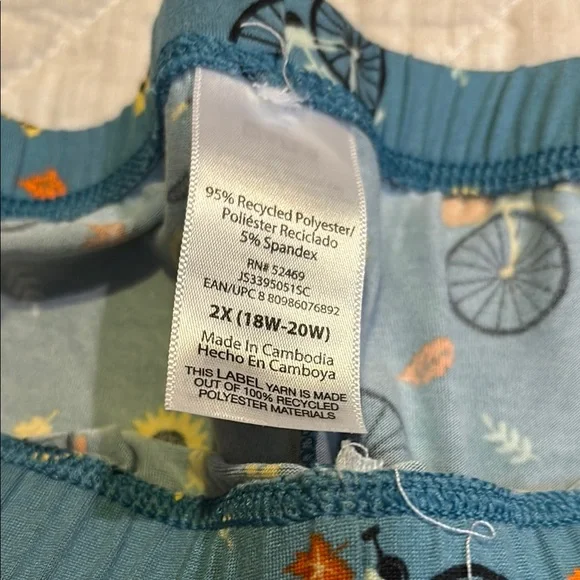 95% Recycled Polyester/
Poliéster Reciclado
5% Spandex
RN# 52469
JS3395051SC
EAN/UPC 8 80986076892
2X (18W-20W)
Made In Cambodia
Hecho En Camboya
THIS LABEL YARN IS MADE
OUT OF 100% RECYCLED
POLYESTER MATERIALS